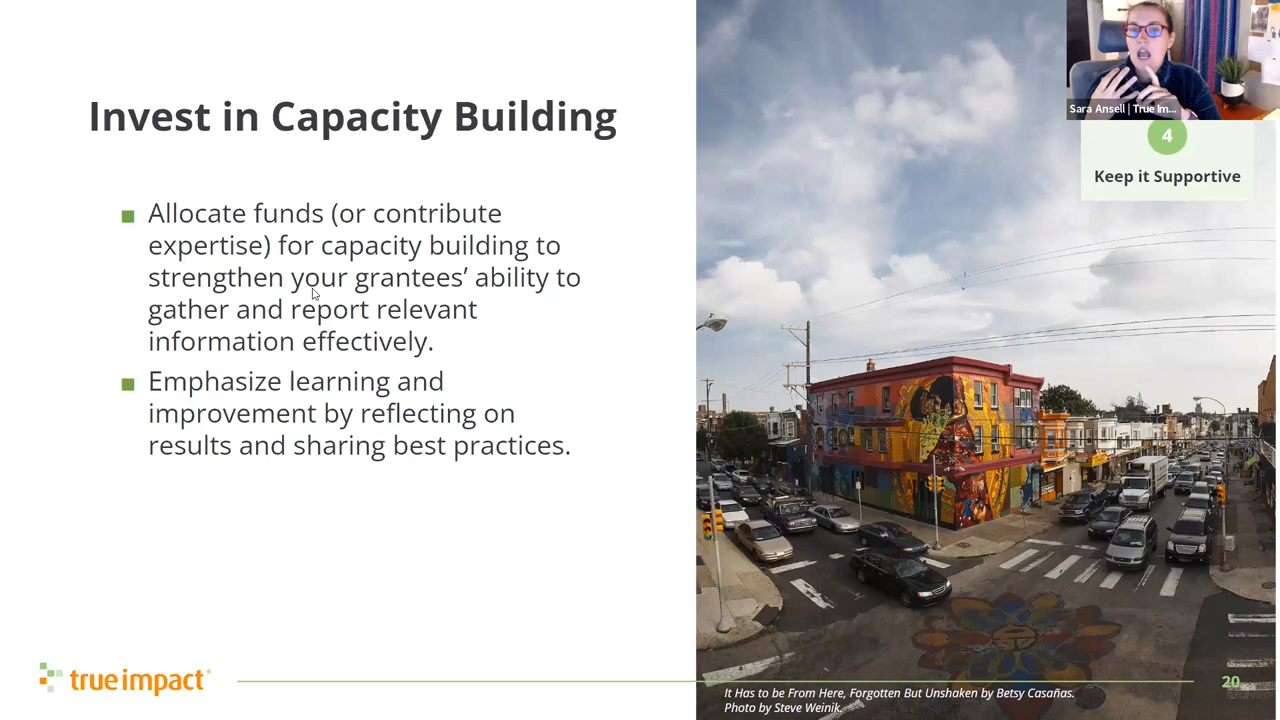 Invest in Capacity Building
■ Allocate funds (or contribute
expertise) for capacity building to
strengthen your grantees’ ability to
gather and report relevant
information effectively.
■ Emphasize learning and
improvement by reflecting on
results and sharing best practices.
Sara Ansell | True Im...
4
Keep it Supportive
trueimpact®
It Has to be From Here, Forgotten But Unshaken by Betsy Casañas.
Photo by Steve Weinik.
20